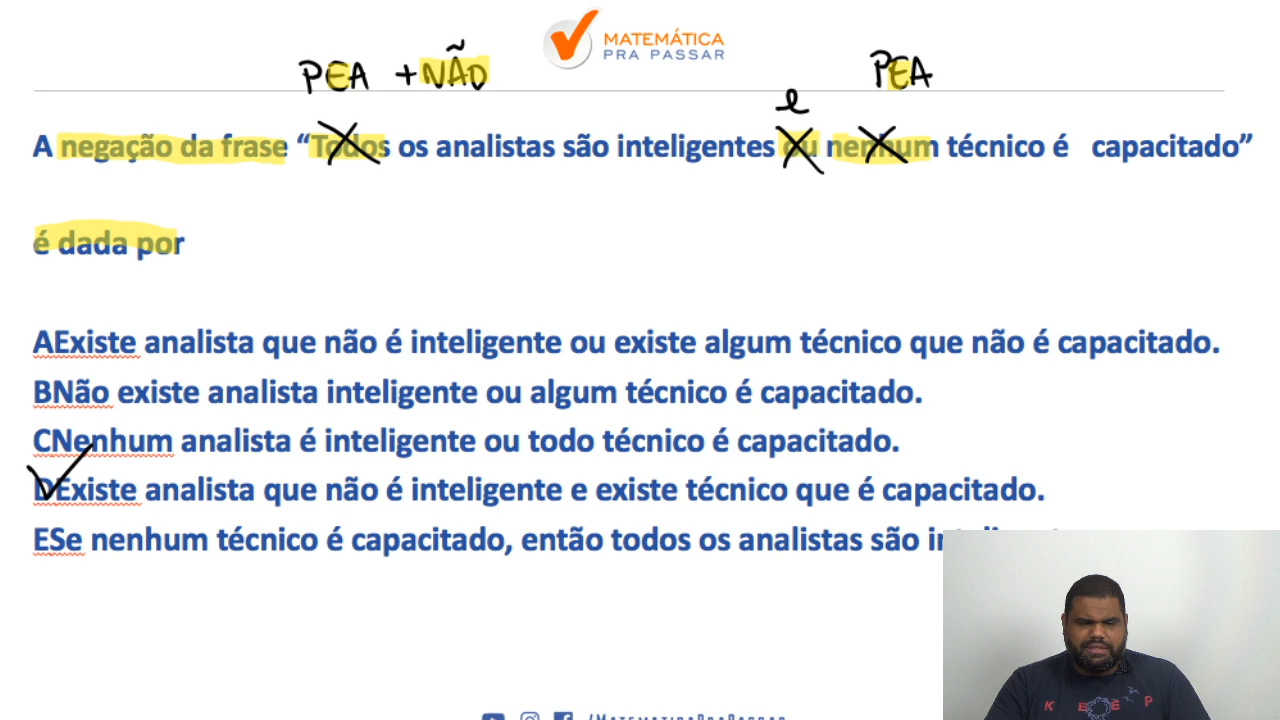 MATEMÁTICA
PRA PASSAR
PEA + NÃO
PEA
e
A negação da frase “Todos os analistas são inteligentes ou nenhum técnico é capacitado”
é dada por
AExiste analista que não é inteligente ou existe algum técnico que não é capacitado.
BNão existe analista inteligente ou algum técnico é capacitado.
CNenhum analista é inteligente ou todo técnico é capacitado.
DExiste analista que não é inteligente e existe técnico que é capacitado.
ESe nenhum técnico é capacitado, então todos os analistas são
KEEP
/MATEMATICAPRAPASSAR